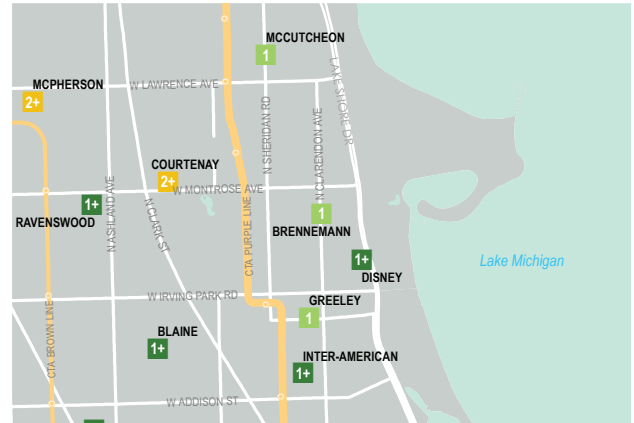 MCCUTCHEON
1
MCPHERSON
2+
W LAWRENCE AVE
LAKE SHORE DR
N SHERIDAN RD
N CLARENDON AVE
COURTENAY
2+
W MONTROSE AVE
1+
RAVENSWOOD
N ASHLAND AVE
N CLARK ST
CTA PURPLE LINE
1
BRENNEMANN
1+
DISNEY
Lake Michigan
W IRVING PARK RD
GREELEY
1
CTA BROWN LINE
BLAINE
1+
INTER-AMERICAN
1+
W ADDISON ST